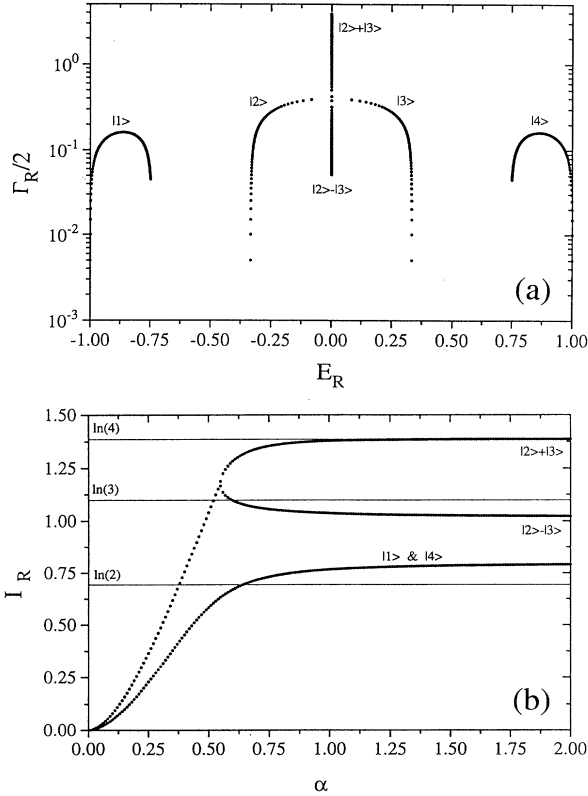 10⁰
10⁻¹
10⁻²
10⁻³
Γ_R/2
|1>
|2>
|2>+|3>
|3>
|4>
|2>-|3>
(a)
-1.00 -0.75 -0.50 -0.25 0.00 0.25 0.50 0.75 1.00
E_R
1.50
1.25
1.00
0.75
0.50
0.25
0.00
I_R
ln(4)
|2>+|3>
ln(3)
|2>-|3>
|1> & |4>
ln(2)
(b)
0.00 0.25 0.50 0.75 1.00 1.25 1.50 1.75 2.00
α